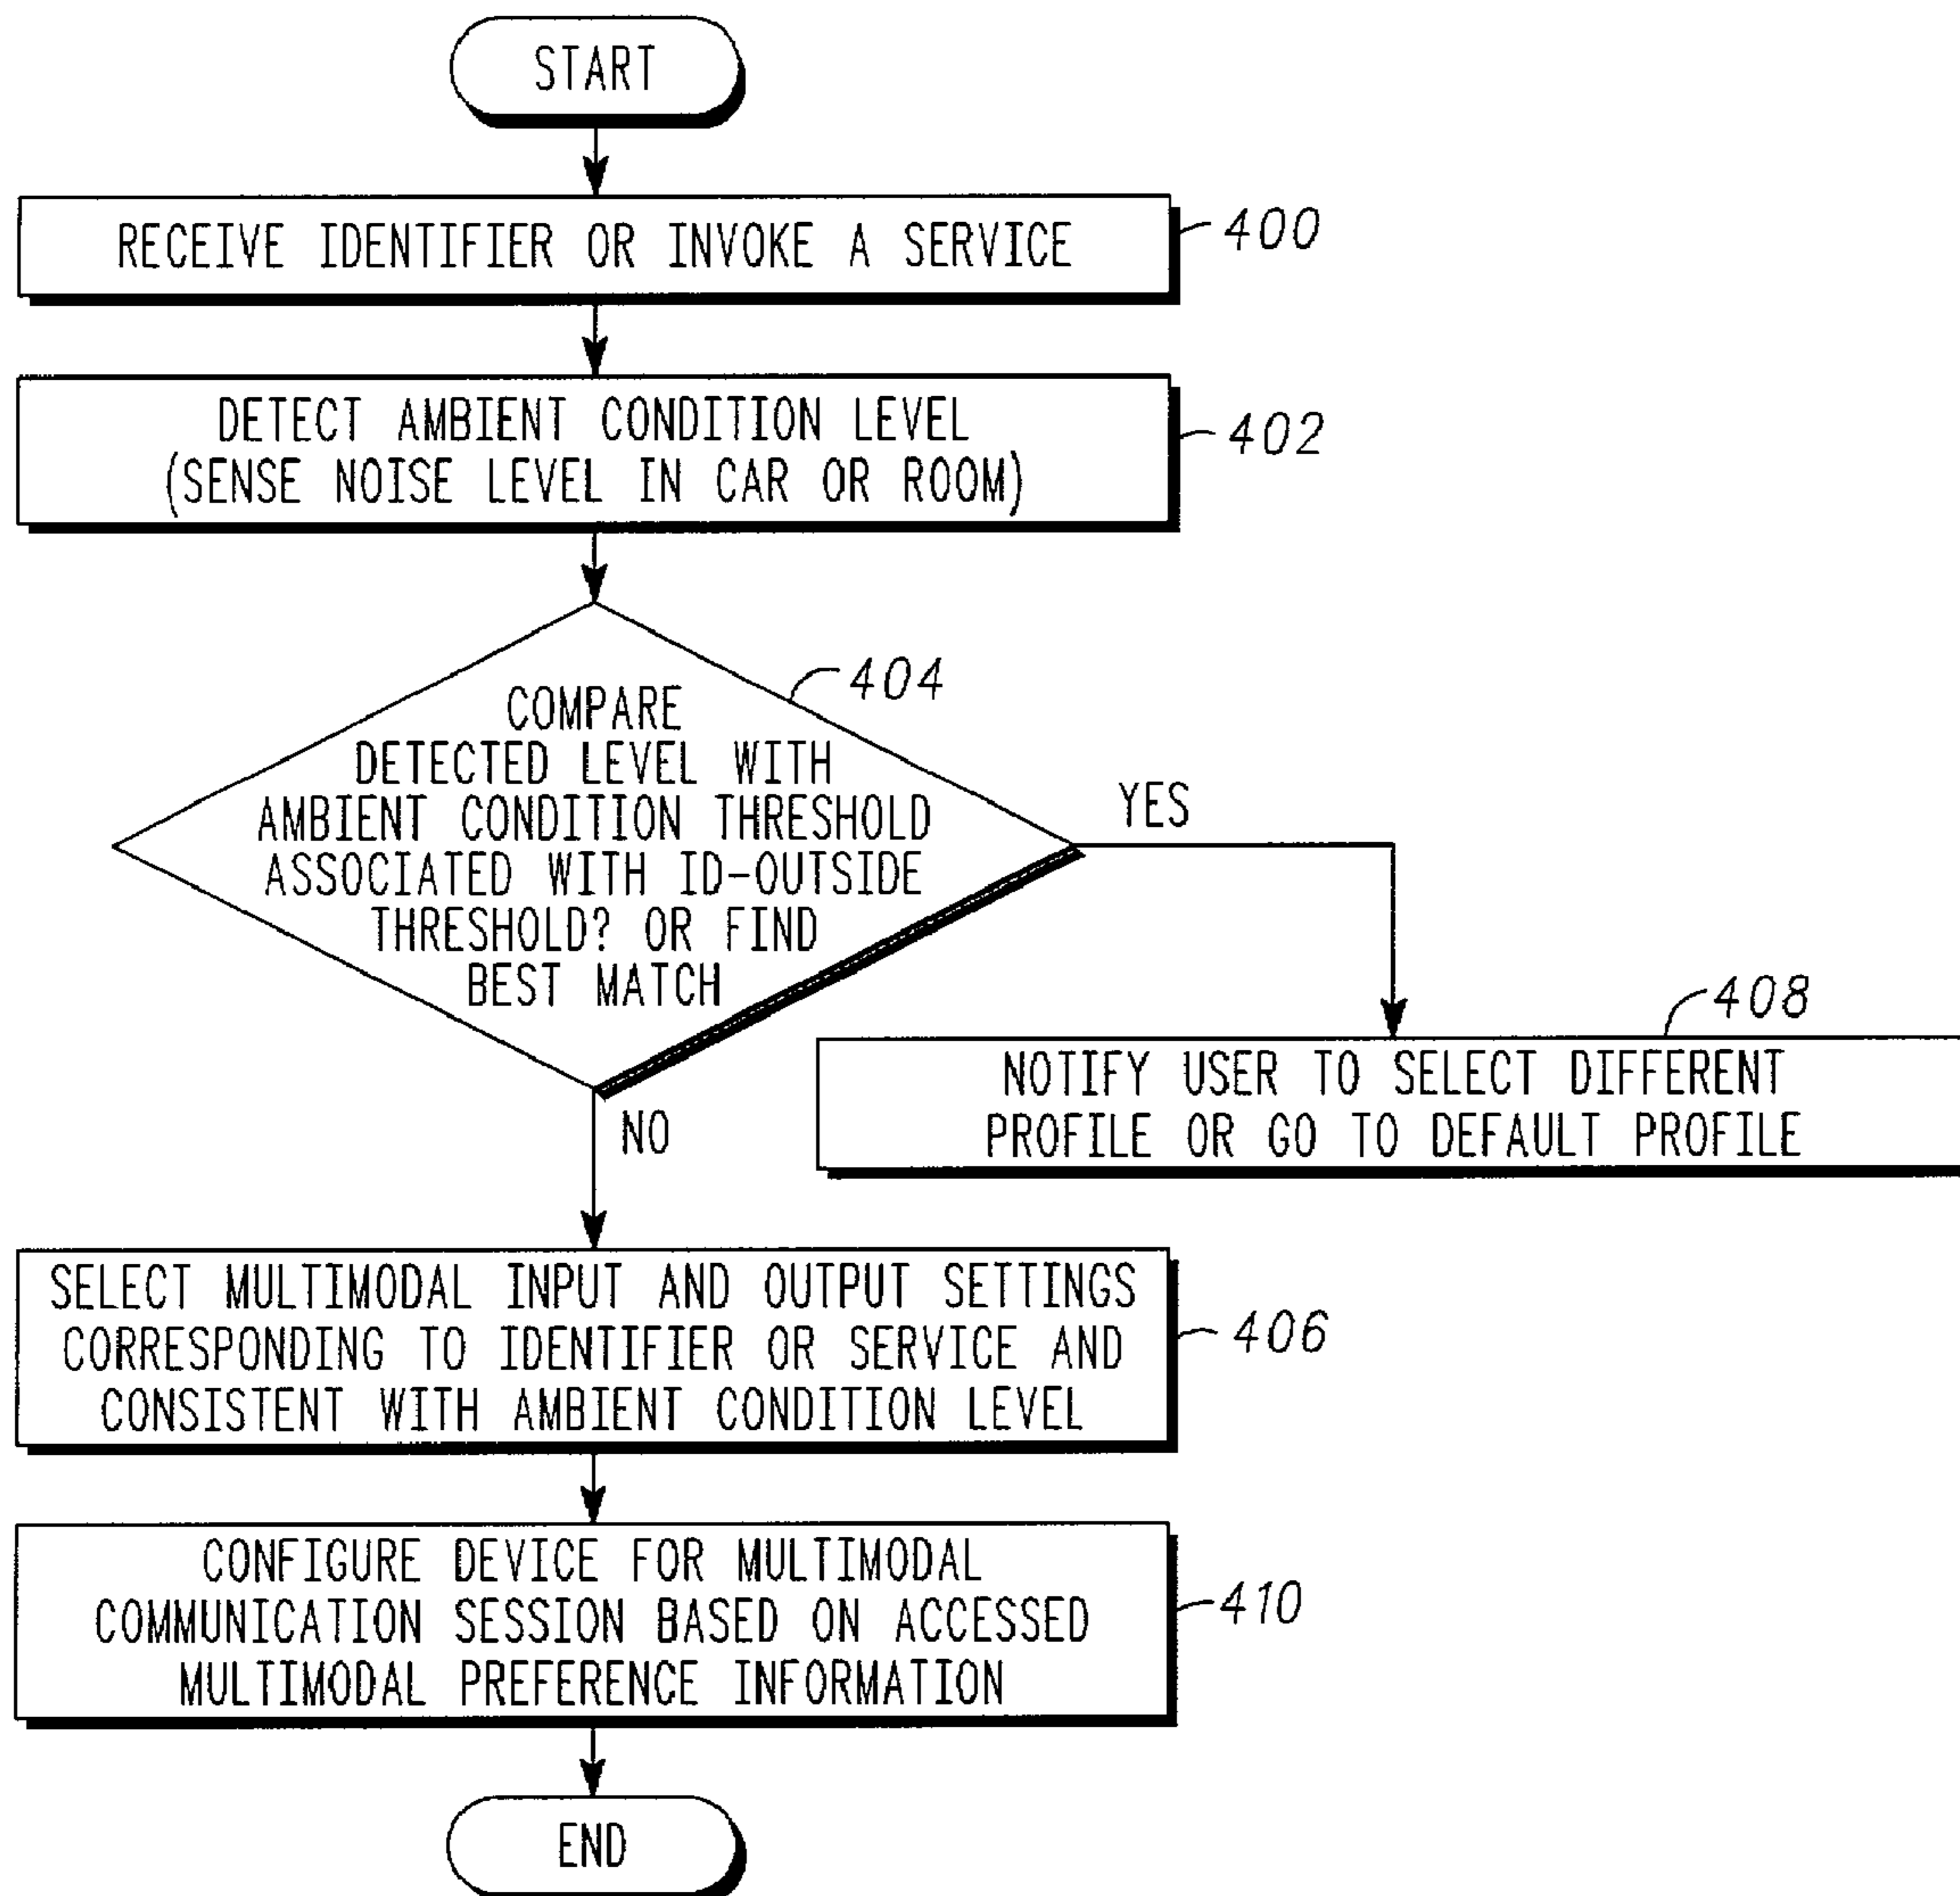 START
RECEIVE IDENTIFIER OR INVOKE A SERVICE
400
DETECT AMBIENT CONDITION LEVEL
(SENSE NOISE LEVEL IN CAR OR ROOM)
402
404
COMPARE
DETECTED LEVEL WITH
AMBIENT CONDITION THRESHOLD
ASSOCIATED WITH ID-OUTSIDE
THRESHOLD? OR FIND
BEST MATCH
YES
NO
408
NOTIFY USER TO SELECT DIFFERENT
PROFILE OR GO TO DEFAULT PROFILE
SELECT MULTIMODAL INPUT AND OUTPUT SETTINGS
CORRESPONDING TO IDENTIFIER OR SERVICE AND
CONSISTENT WITH AMBIENT CONDITION LEVEL
406
CONFIGURE DEVICE FOR MULTIMODAL
COMMUNICATION SESSION BASED ON ACCESSED
MULTIMODAL PREFERENCE INFORMATION
410
END